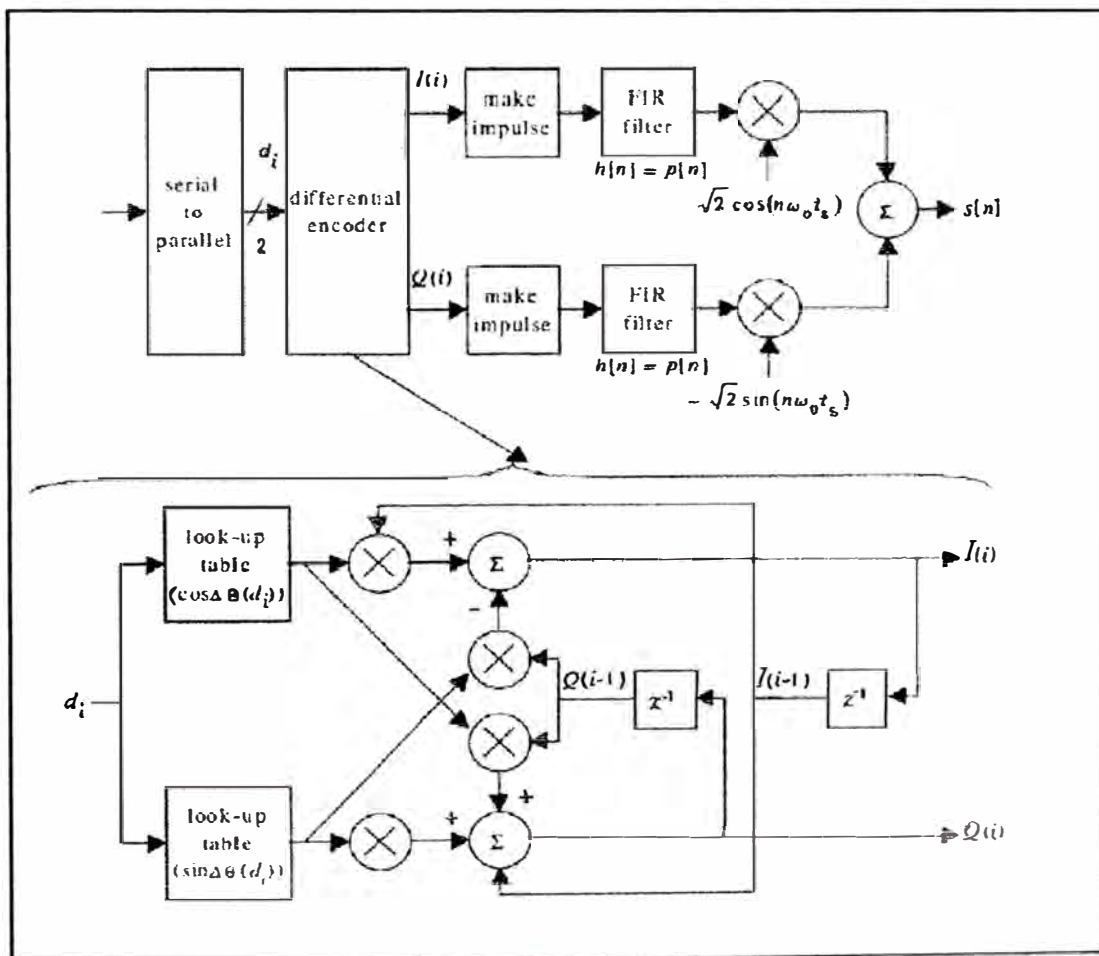 I(i)
make
impulse
FIR
filter
h[n] = p[n]
√2 cos(nω₀t_s)
serial
to
parallel
d_i
2
differential
encoder
Σ
s[n]
Q(i)
make
impulse
FIR
filter
h[n] = p[n]
− √2 sin(nω₀t_s)
look-up
table
(cosΔθ(d_i))
+
Σ
I(i)
−
d_i
Q(i-1)
z⁻¹
I(i-1)
z⁻¹
look-up
table
(sinΔθ(d_i))
+
+
Σ
Q(i)